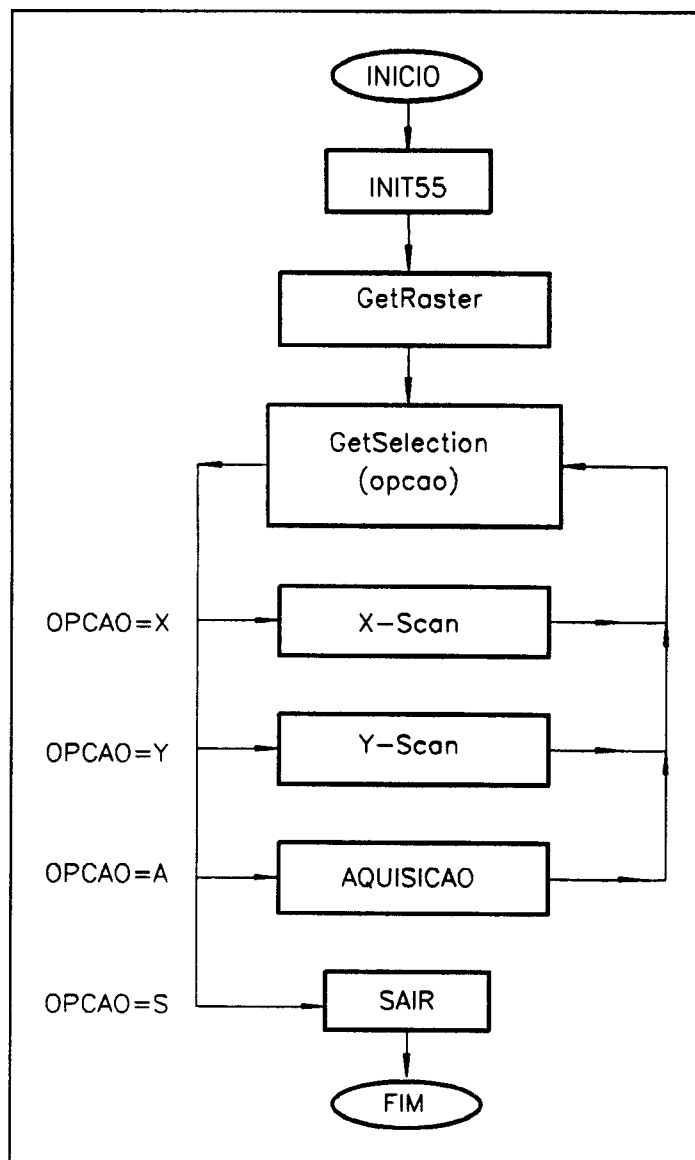 INICIO
INIT55
GetRaster
GetSelection
(opcao)
OPCAO=X
X-Scan
OPCAO=Y
Y-Scan
OPCAO=A
AQUISICAO
OPCAO=S
SAIR
FIM